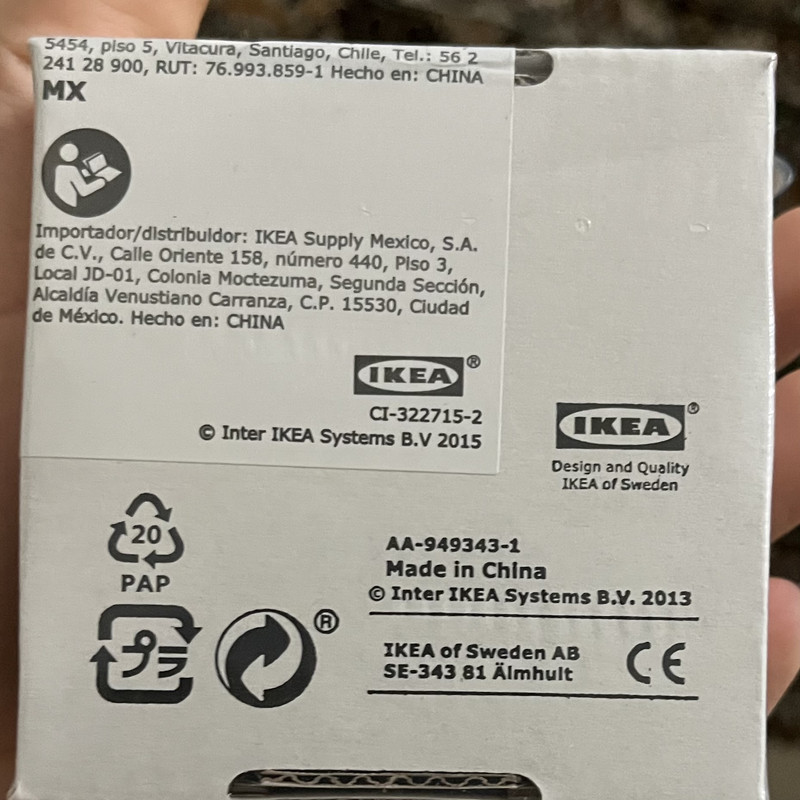 5454, piso 5, Vitacura, Santiago, Chile, Tel.: 56 2
241 28 900, RUT: 76.993.859-1 Hecho en: CHINA
MX
Importador/distribuidor: IKEA Supply Mexico, S.A.
de C.V., Calle Oriente 158, número 440, Piso 3,
Local JD-01, Colonia Moctezuma, Segunda Sección,
Alcaldía Venustiano Carranza, C.P. 15530, Ciudad
de México. Hecho en: CHINA
IKEA®
CI-322715-2
© Inter IKEA Systems B.V 2015
IKEA®
Design and Quality
IKEA of Sweden
20
PAP
プラ
®
AA-949343-1
Made in China
© Inter IKEA Systems B.V. 2013
IKEA of Sweden AB
SE-343 81 Älmhult
CE